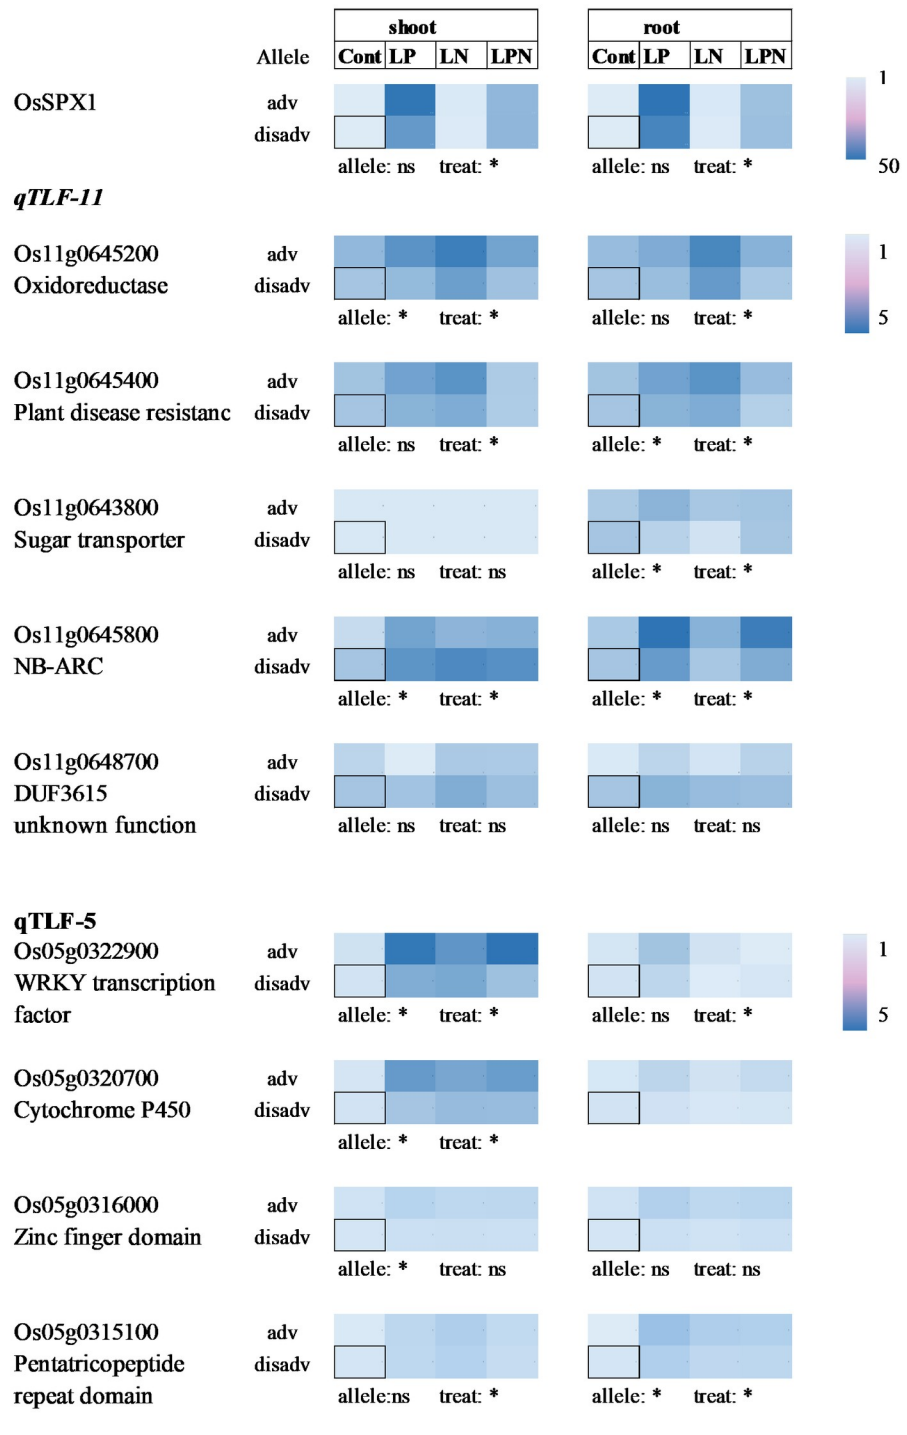 shoot root
Allele Cont LP LN LPN Cont LP LN LPN
OsSPX1 adv 1
disadv
50
allele: ns treat: * allele: ns treat: *
qTLF-11
Os11g0645200 adv 1
Oxidoreductase disadv
allele: * treat: * allele: ns treat: * 5
Os11g0645400 adv
Plant disease resistanc disadv
allele: ns treat: * allele: * treat: *
Os11g0643800 adv
Sugar transporter disadv
allele: ns treat: ns allele: * treat: *
Os11g0645800 adv
NB-ARC disadv
allele: * treat: * allele: * treat: *
Os11g0648700 adv
DUF3615 disadv
unknown function allele: ns treat: ns allele: ns treat: ns
qTLF-5
Os05g0322900 adv 1
WRKY transcription disadv
factor allele: * treat: * allele: ns treat: * 5
Os05g0320700 adv
Cytochrome P450 disadv
allele: * treat: *
Os05g0316000 adv
Zinc finger domain disadv
allele: * treat: ns allele: ns treat: ns
Os05g0315100 adv
Pentatricopeptide disadv
repeat domain allele:ns treat: * allele: * treat: *